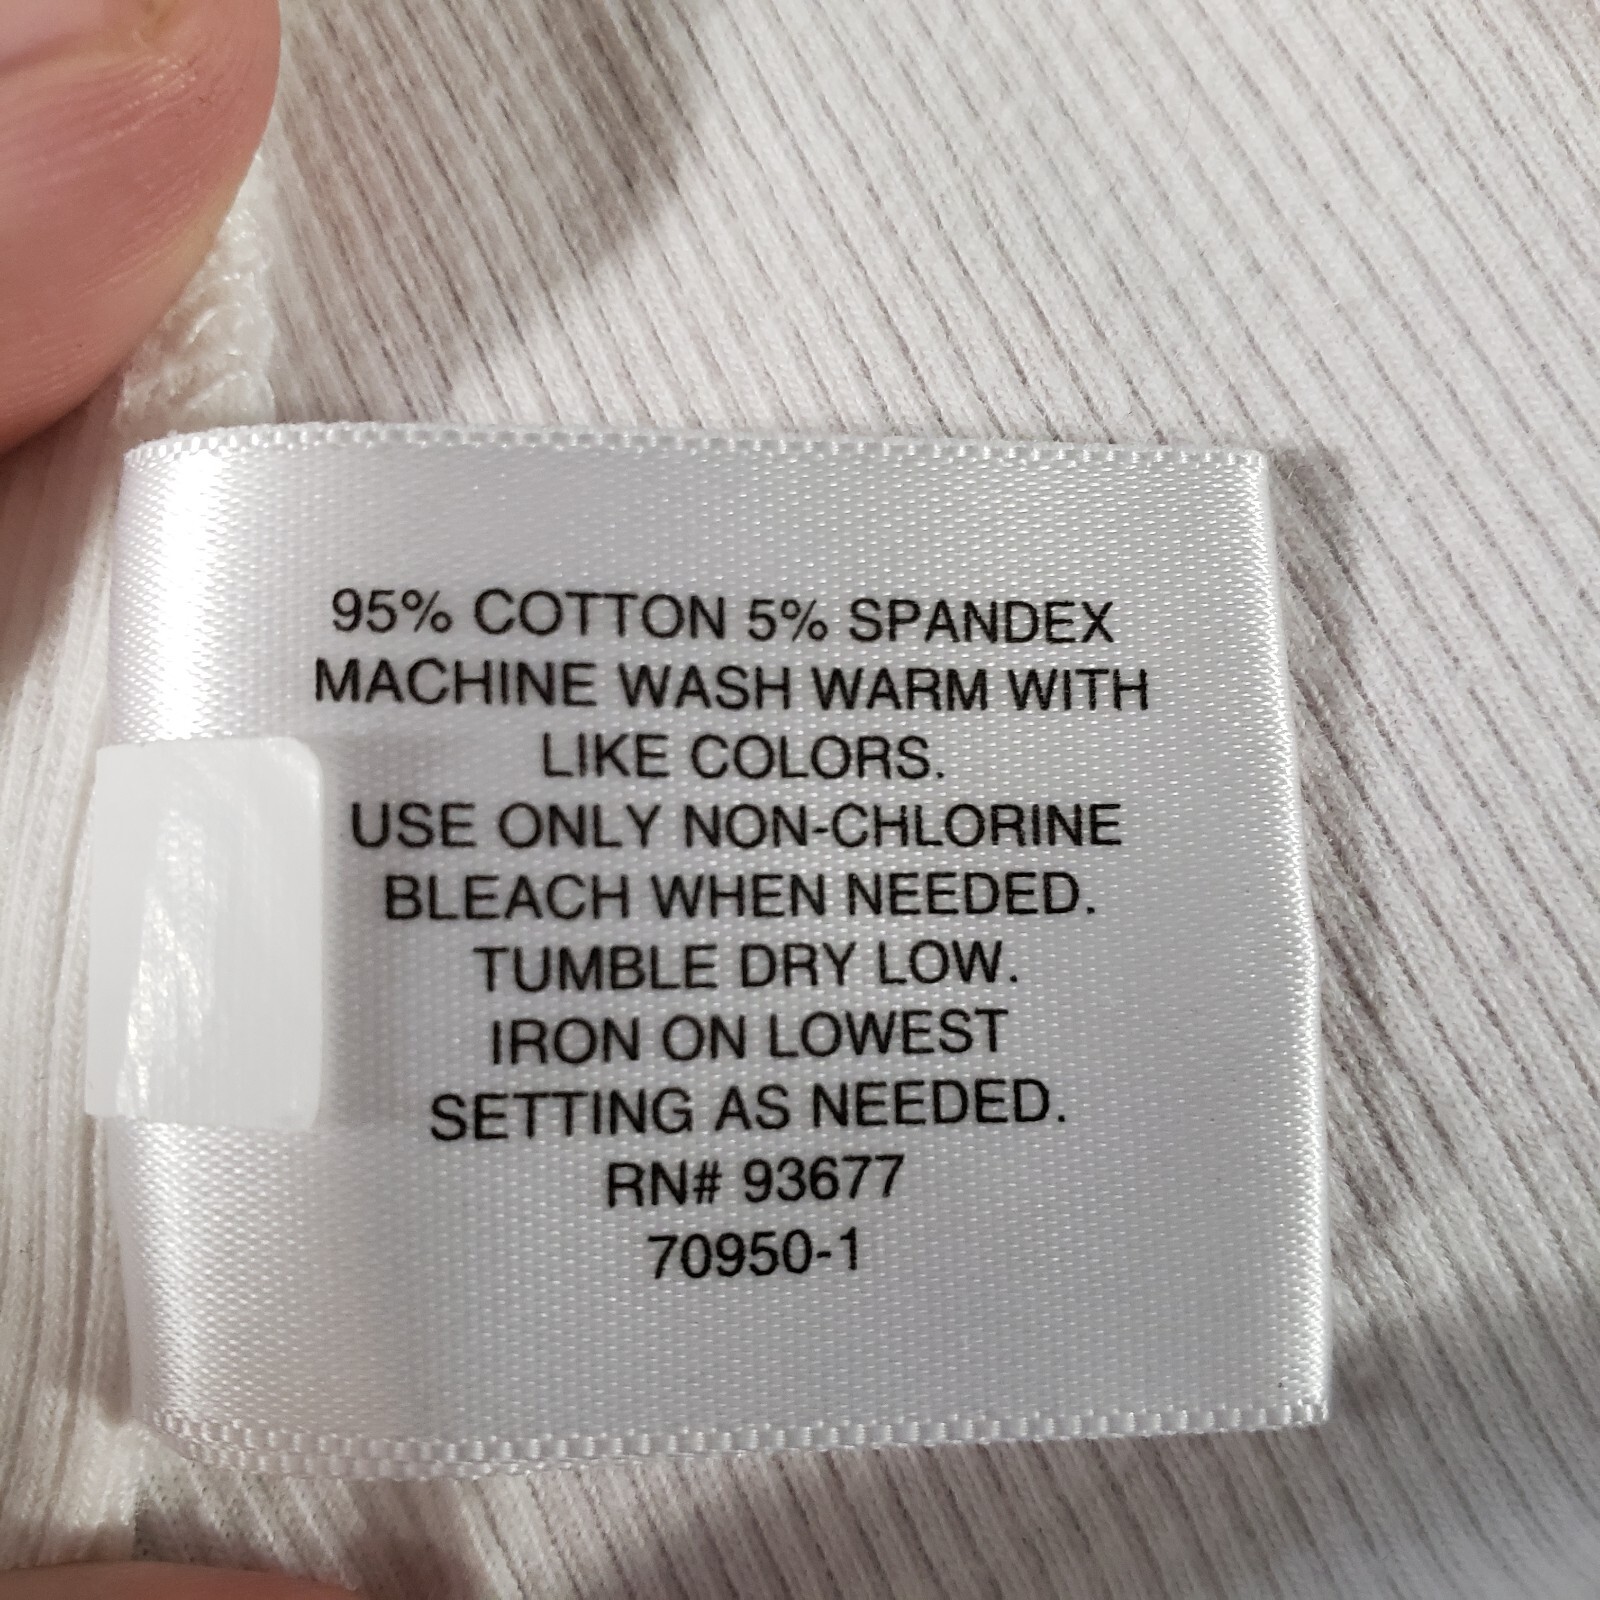 95% COTTON 5% SPANDEX
MACHINE WASH WARM WITH
LIKE COLORS.
USE ONLY NON-CHLORINE
BLEACH WHEN NEEDED.
TUMBLE DRY LOW.
IRON ON LOWEST
SETTING AS NEEDED.
RN# 93677
70950-1